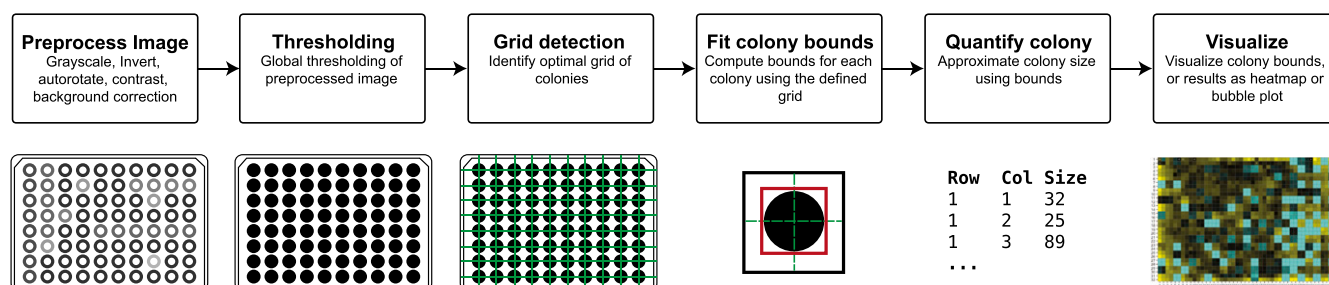 Preprocess Image
Grayscale, Invert,
autorotate, contrast,
background correction
Thresholding
Global thresholding of
preprocessed image
Grid detection
Identify optimal grid of
colonies
Fit colony bounds
Compute bounds for each
colony using the defined
grid
Quantify colony
Approximate colony size
using bounds
Visualize
Visualize colony bounds,
or results as heatmap or
bubble plot
Row Col Size
1 1 32
1 2 25
1 3 89
...